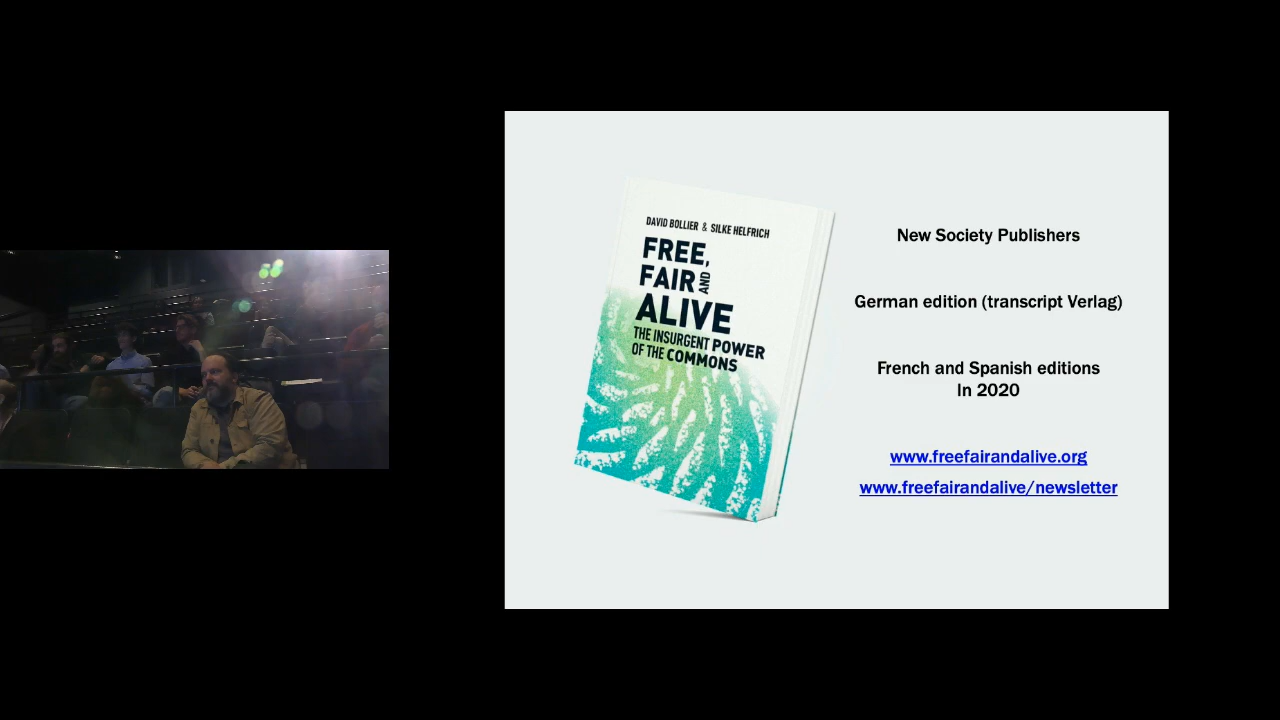 DAVID BOLLIER & SILKE HELFRICH
FREE,
FAIR AND
ALIVE
THE INSURGENT POWER
OF THE COMMONS
New Society Publishers
German edition (transcript Verlag)
French and Spanish editions
In 2020
www.freefairandalive.org
www.freefairandalive/newsletter